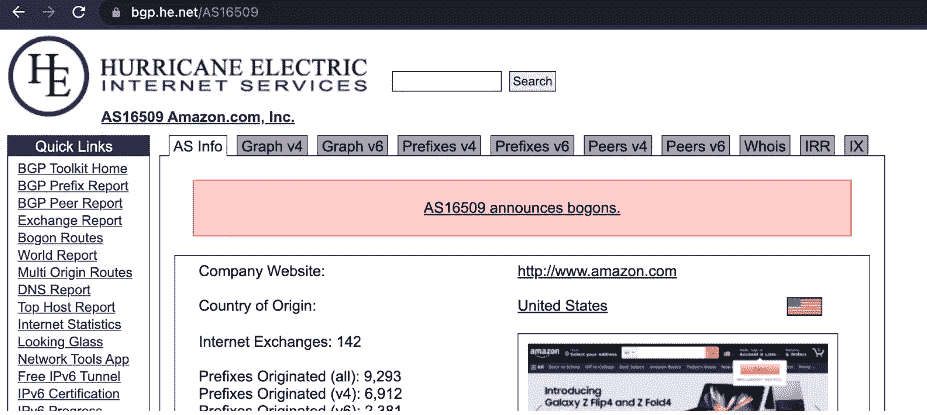 bgp.he.net/AS16509
HE
HURRICANE ELECTRIC
INTERNET SERVICES
Search
AS16509 Amazon.com, Inc.
Quick Links
AS Info
Graph v4
Graph v6
Prefixes v4
Prefixes v6
Peers v4
Peers v6
Whois
IRR
IX
BGP Toolkit Home
BGP Prefix Report
BGP Peer Report
Exchange Report
Bogon Routes
World Report
Multi Origin Routes
DNS Report
Top Host Report
Internet Statistics
Looking Glass
Network Tools App
Free IPv6 Tunnel
IPv6 Certification
IPv6 Progress
AS16509 announces bogons.
Company Website:
http://www.amazon.com
Country of Origin:
United States
Internet Exchanges: 142
Prefixes Originated (all): 9,293
Prefixes Originated (v4): 6,912
Prefixes Originated (v6): 2,381
amazon
Introducing
Galaxy Z Flip4 and Z Fold4